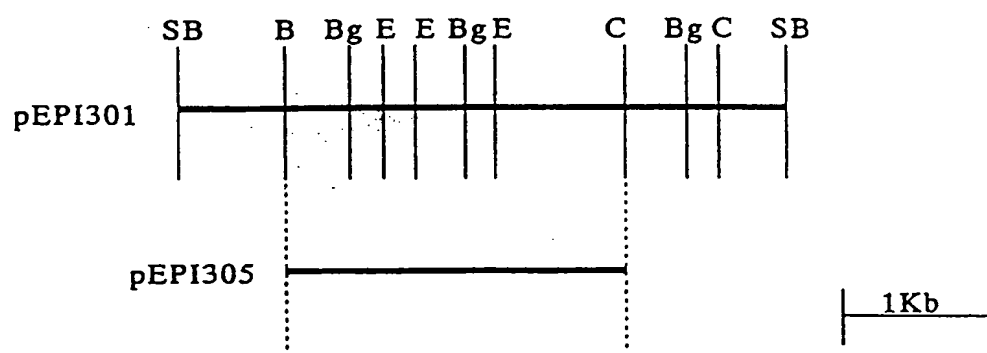 SB B Bg E E Bg E C Bg C SB
pEPI301
pEPI305
1Kb